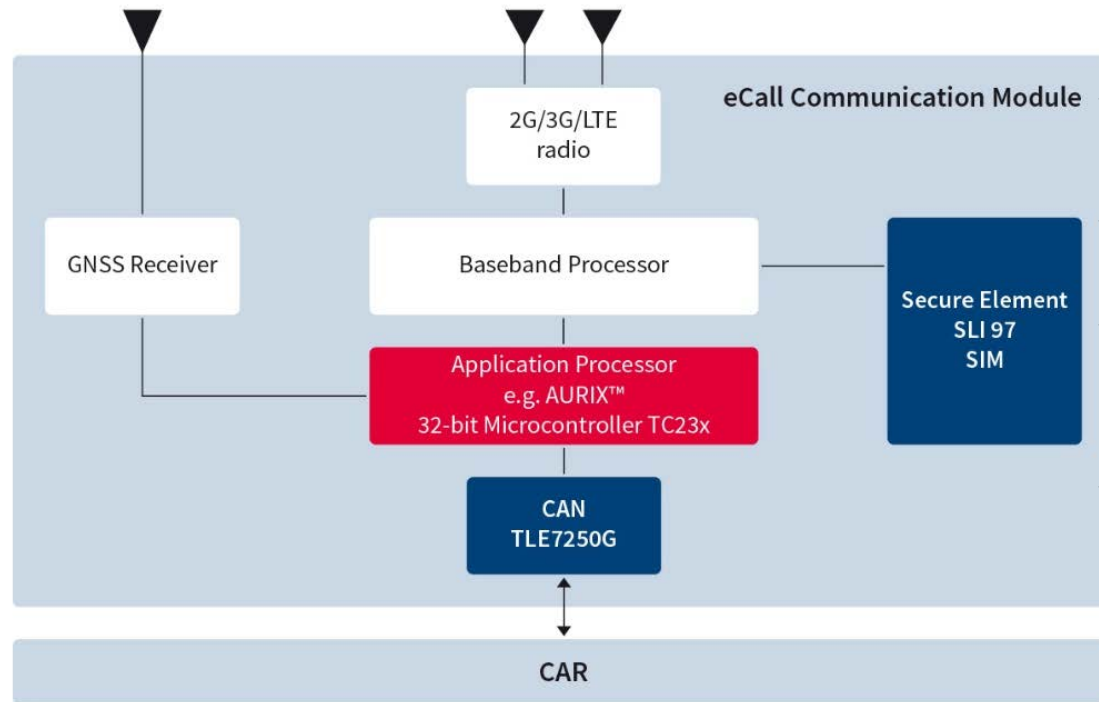 eCall Communication Module
2G/3G/LTE
radio
GNSS Receiver
Baseband Processor
Secure Element
SLI 97
SIM
Application Processor
e.g. AURIX™
32-bit Microcontroller TC23x
CAN
TLE7250G
CAR